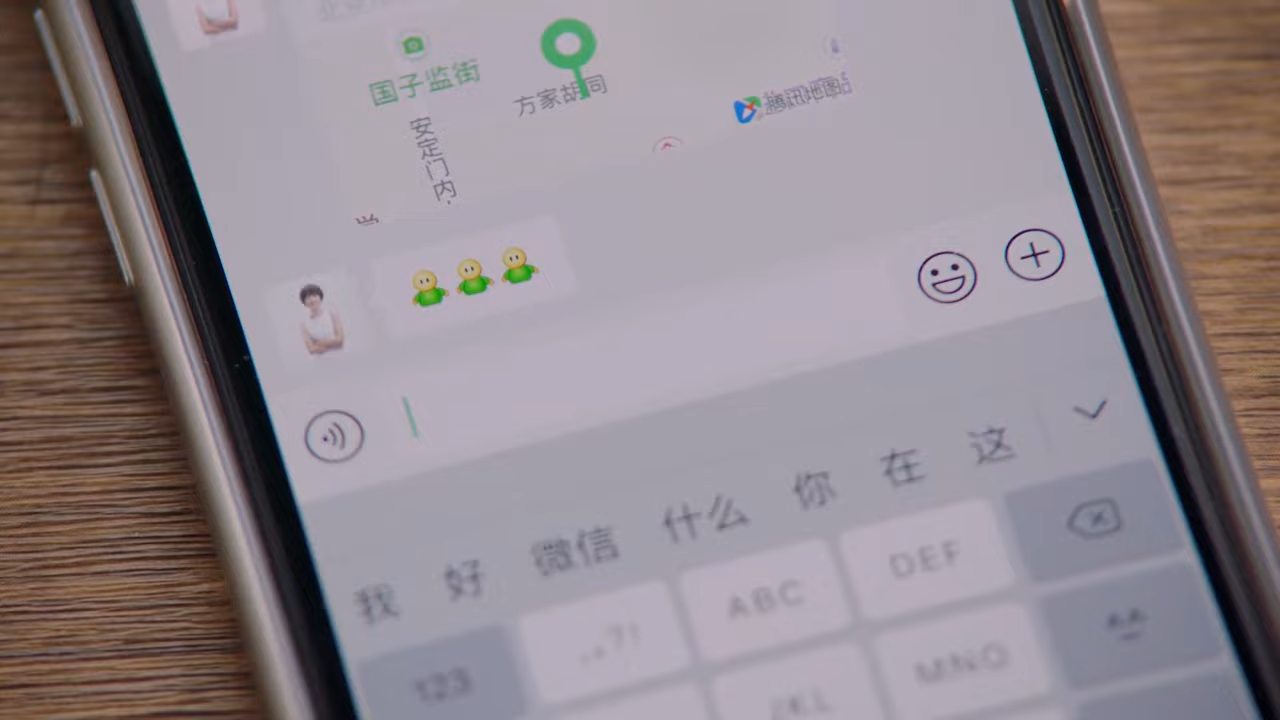 国子监街
方家胡同
腾讯地图
安定门内
我 好 微信 什么 你 在 这
ABC DEF
123 .,?!
JKL MNO
^^